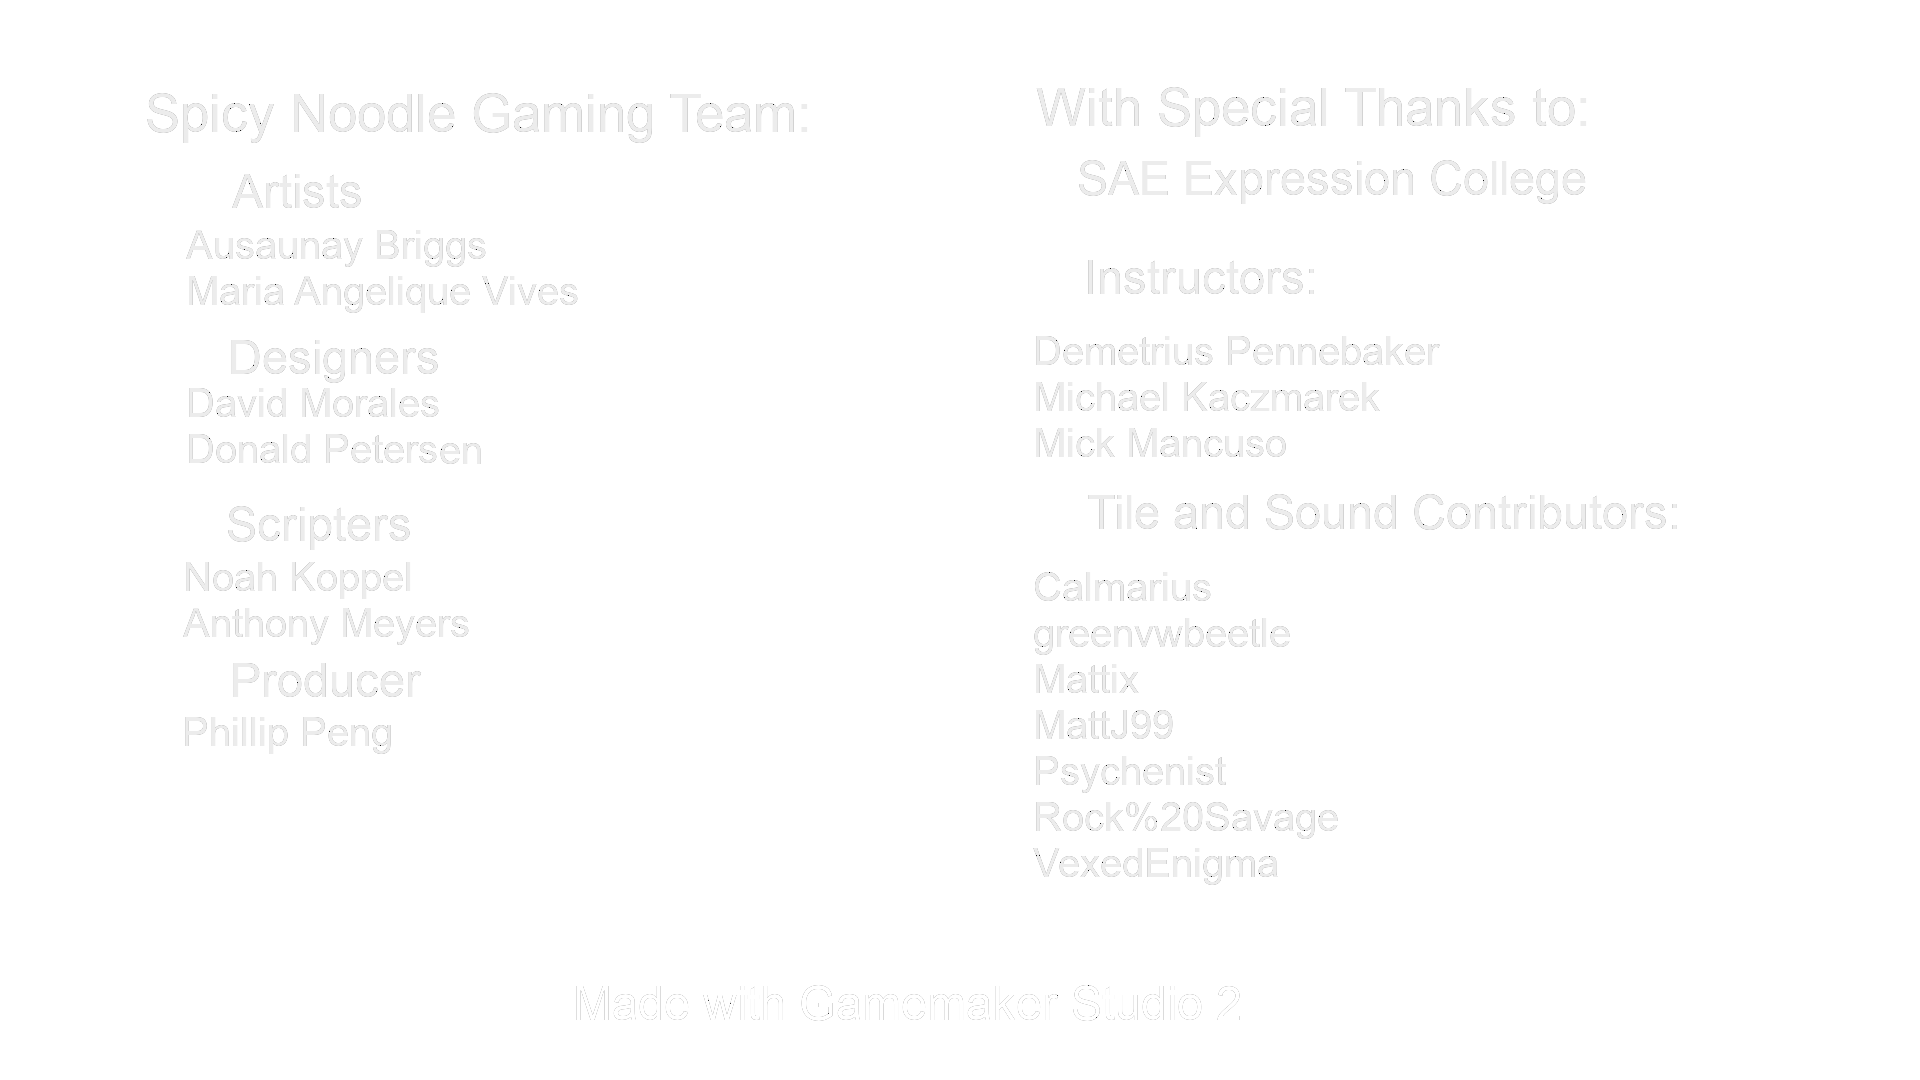 Spicy Noodle Gaming Team:
Artists
Ausaunay Briggs
Maria Angelique Vives
Designers
David Morales
Donald Petersen
Scripters
Noah Koppel
Anthony Meyers
Producer
Phillip Peng
With Special Thanks to:
SAE Expression College
Instructors:
Demetrius Pennebaker
Michael Kaczmarek
Mick Mancuso
Tile and Sound Contributors:
Calmarius
greenvwbeetle
Mattix
MattJ99
Psychenist
Rock%20Savage
VexedEnigma
Made with Gamemaker Studio 2